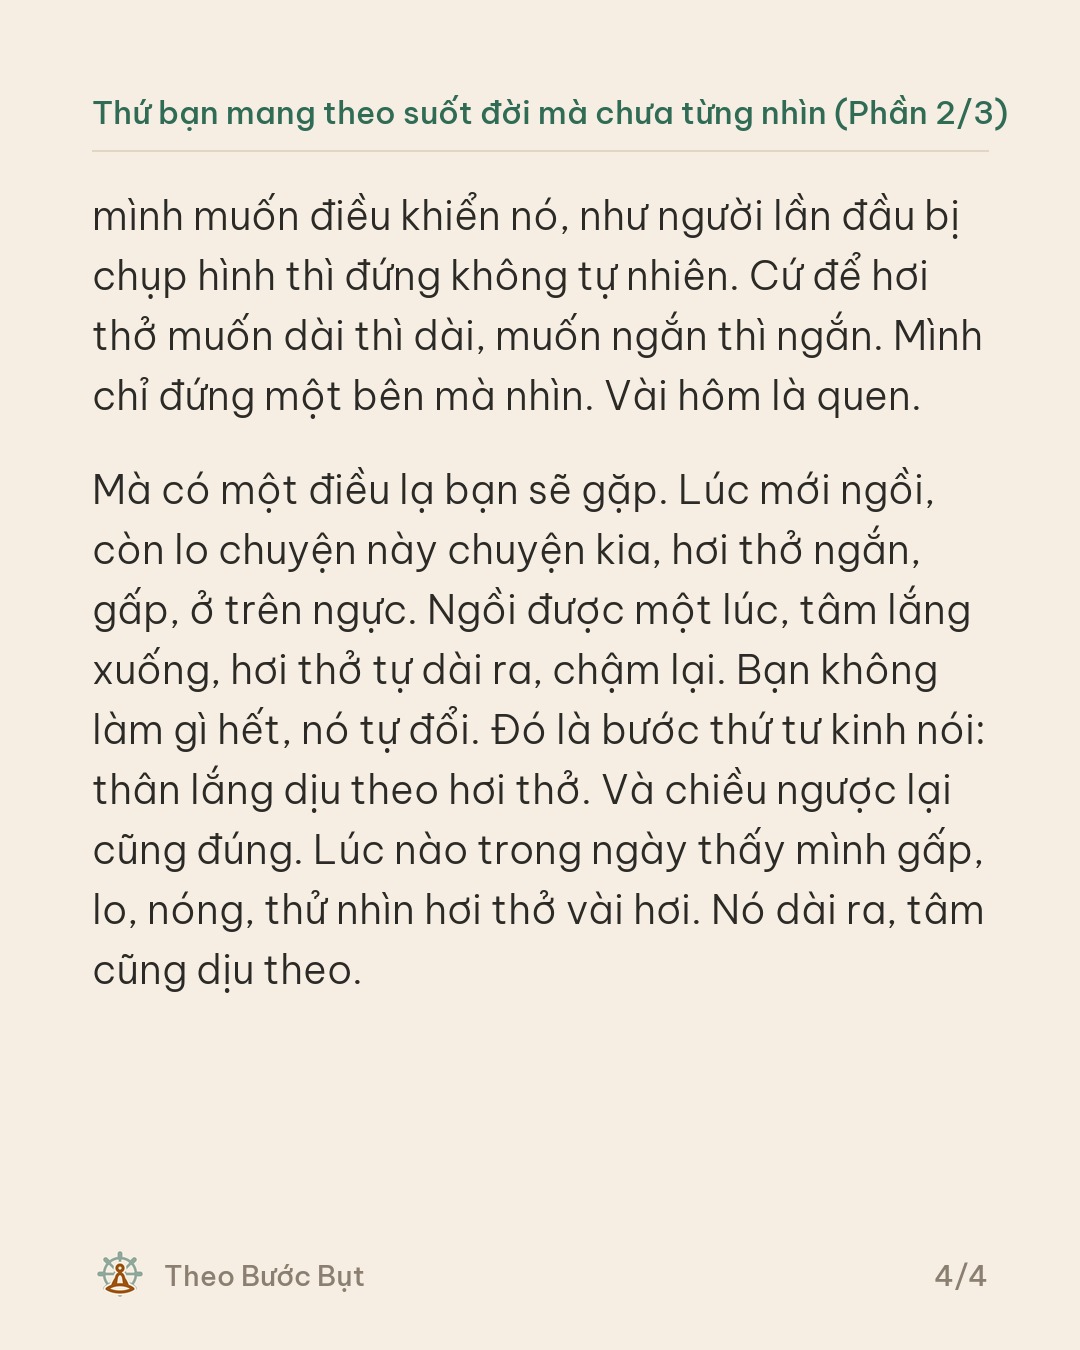 Thứ bạn mang theo suốt đời mà chưa từng nhìn (Phần 2/3)
mình muốn điều khiển nó, như người lần đầu bị
chụp hình thì đứng không tự nhiên. Cứ để hơi
thở muốn dài thì dài, muốn ngắn thì ngắn. Mình
chỉ đứng một bên mà nhìn. Vài hôm là quen.
Mà có một điều lạ bạn sẽ gặp. Lúc mới ngồi,
còn lo chuyện này chuyện kia, hơi thở ngắn,
gấp, ở trên ngực. Ngồi được một lúc, tâm lắng
xuống, hơi thở tự dài ra, chậm lại. Bạn không
làm gì hết, nó tự đổi. Đó là bước thứ tư kinh nói:
thân lắng dịu theo hơi thở. Và chiều ngược lại
cũng đúng. Lúc nào trong ngày thấy mình gấp,
lo, nóng, thử nhìn hơi thở vài hơi. Nó dài ra, tâm
cũng dịu theo.
Theo Bước Bụt
4/4